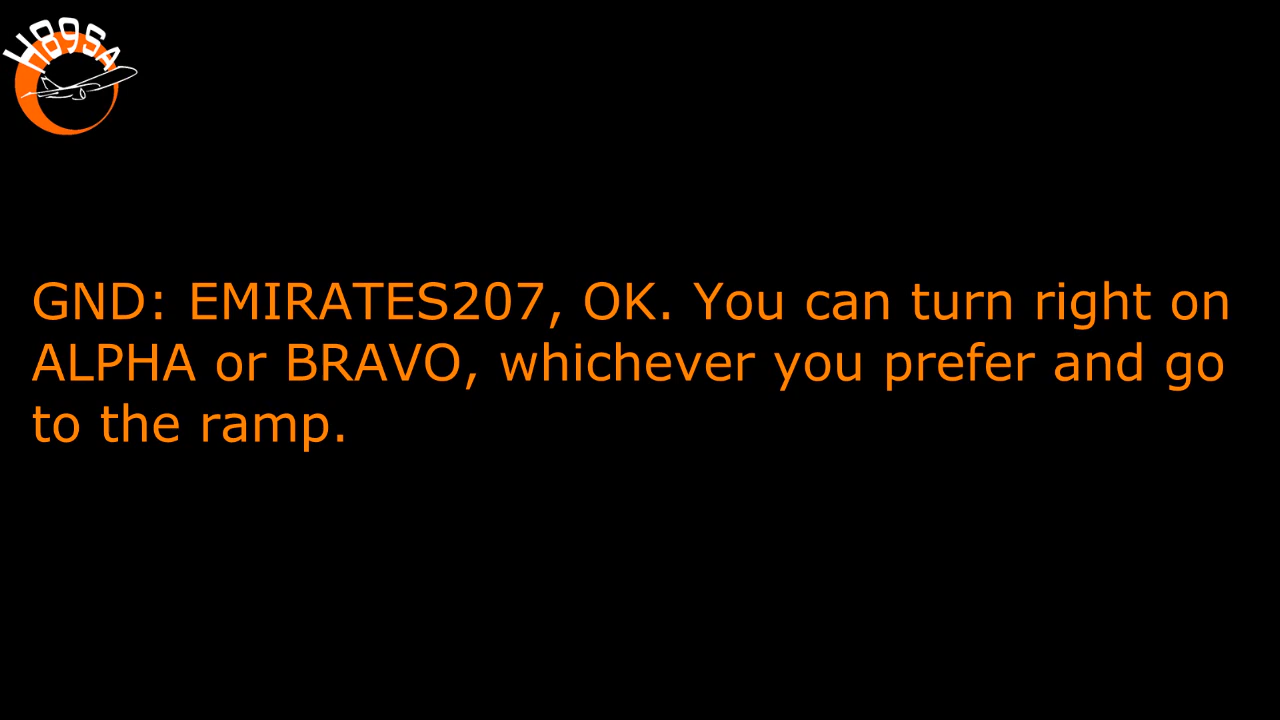 H89SA
GND: EMIRATES207, OK. You can turn right on
ALPHA or BRAVO, whichever you prefer and go
to the ramp.